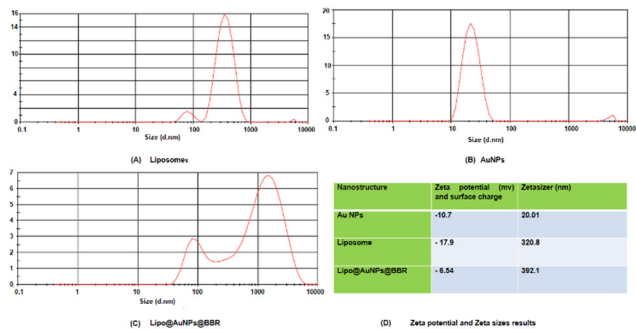 16
14
10
4
0
0.1 1 10 100 1000 10000
Size (d.nm)
(A) Liposomes
20
15
10
5
0
0.1 1 10 100 1000 10000
Size (d.nm)
(B) AuNPs
7
6
5
4
3
2
1
0
0.1 1 10 100 1000 10000
Size (d.nm)
(C) Lipo@AuNPs@BBR
Nanostructure Zeta potential (mv) Zetasizer (nm)
and surface charge
Au NPs -10.7 20.01
Liposome - 17.9 320.8
Lipo@AuNPs@BBR - 6.54 392.1
(D) Zeta potential and Zeta sizes results